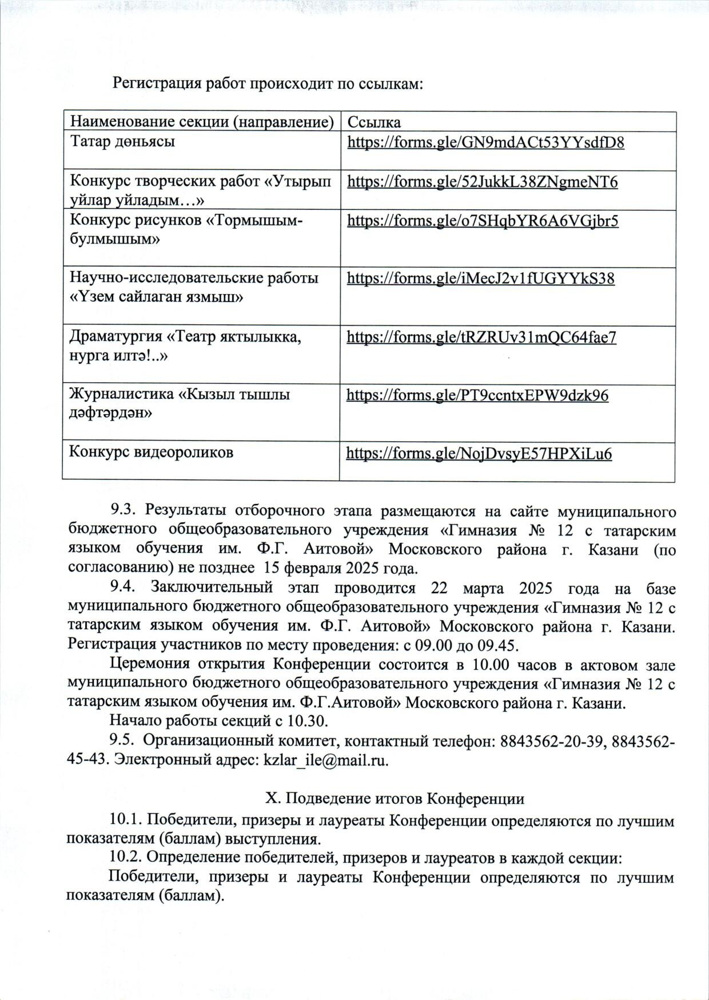 Регистрация работ происходит по ссылкам:
Наименование секции (направление) Ссылка
Татар дөньясы https://forms.gle/GN9mdACt53YYsdfD8
Конкурс творческих работ «Утырып https://forms.gle/52JukkL38ZNgmeNT6
уйлар уйладым…»
Конкурс рисунков «Тормышым- https://forms.gle/o7SHqbYR6A6VGjbr5
булмышым»
Научно-исследовательские работы https://forms.gle/iMecJ2v1fUGYYkS38
«Үзем сайлаган язмыш»
Драматургия «Театр яктылыкка, https://forms.gle/tRZRUv31mQC64fae7
нурга илтә!..»
Журналистика «Кызыл тышлы https://forms.gle/PT9ccntxEPW9dzk96
дәфтәрдән»
Конкурс видеороликов https://forms.gle/NojDvsyE57HPXiLu6
9.3. Результаты отборочного этапа размещаются на сайте муниципального
бюджетного общеобразовательного учреждения «Гимназия № 12 с татарским
языком обучения им. Ф.Г. Аитовой» Московского района г. Казани (по
согласованию) не позднее 15 февраля 2025 года.
9.4. Заключительный этап проводится 22 марта 2025 года на базе
муниципального бюджетного общеобразовательного учреждения «Гимназия № 12 с
татарским языком обучения им. Ф.Г. Аитовой» Московского района г. Казани.
Регистрация участников по месту проведения: с 09.00 до 09.45.
Церемония открытия Конференции состоится в 10.00 часов в актовом зале
муниципального бюджетного общеобразовательного учреждения «Гимназия № 12 с
татарским языком обучения им. Ф.Г.Аитовой» Московского района г. Казани.
Начало работы секций с 10.30.
9.5. Организационный комитет, контактный телефон: 8843562-20-39, 8843562-
45-43. Электронный адрес: kzlar_ile@mail.ru.
X. Подведение итогов Конференции
10.1. Победители, призеры и лауреаты Конференции определяются по лучшим
показателям (баллам) выступления.
10.2. Определение победителей, призеров и лауреатов в каждой секции:
Победители, призеры и лауреаты Конференции определяются по лучшим
показателям (баллам).